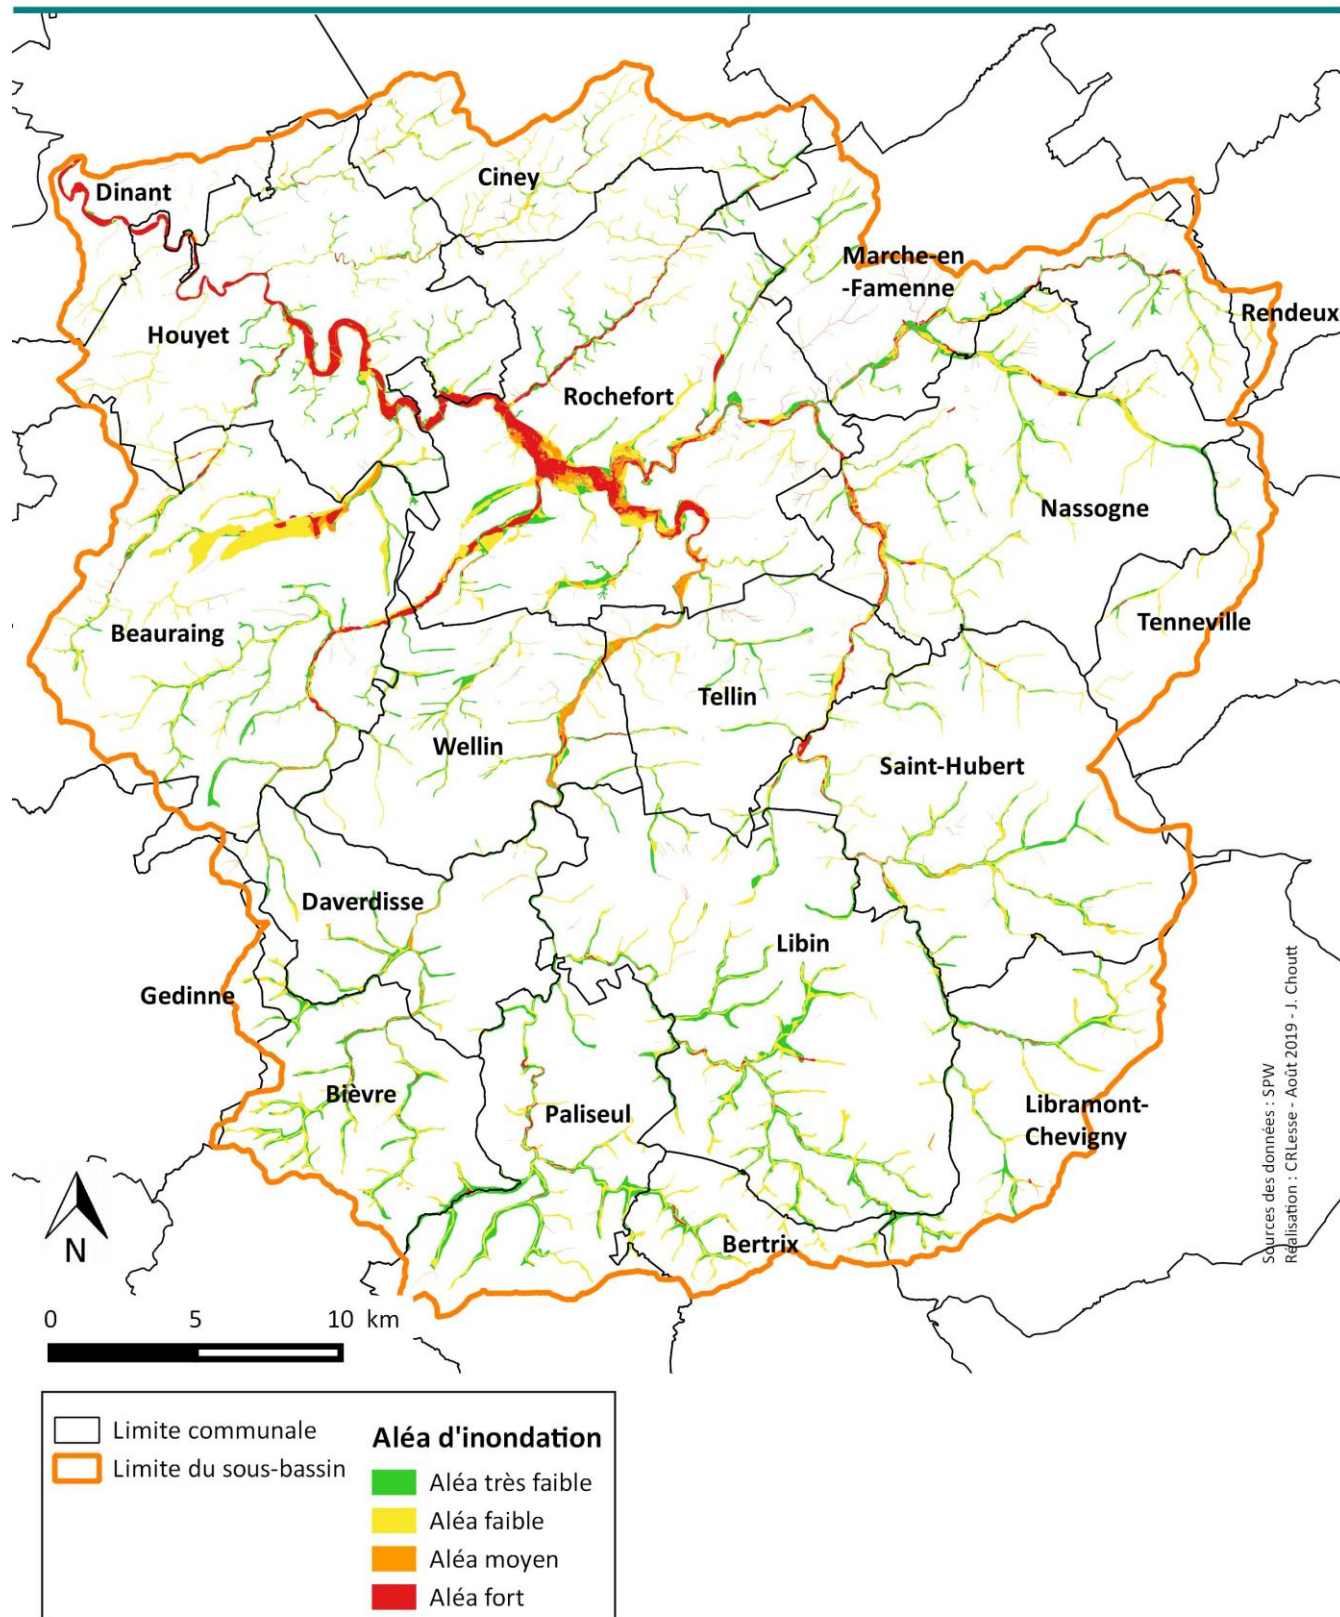 Dinant
Ciney
Marche-en
-Famenne
Rendeux
Houyet
Rochefort
Nassogne
Beauraing
Tenneville
Tellin
Wellin
Saint-Hubert
Daverdisse
Libin
Gedinne
Bièvre
Paliseul
Libramont-
Chevigny
Bertrix
N
0 5 10 km
Sources des données : SPW
Réalisation : CRLesse - Août 2019 - J. Choutt
Limite communale
Limite du sous-bassin
Aléa d'inondation
Aléa très faible
Aléa faible
Aléa moyen
Aléa fort